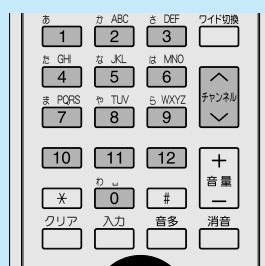 あ か ABC さ DEF ワイド切換
1 2 3
た GHI な JKL は MNO
4 5 6
チャンネル
ま PQRS や TUV ら WXYZ
7 8 9
10 11 12 +
音量
わ ␣
* 0 # −
クリア 入力 音多 消音